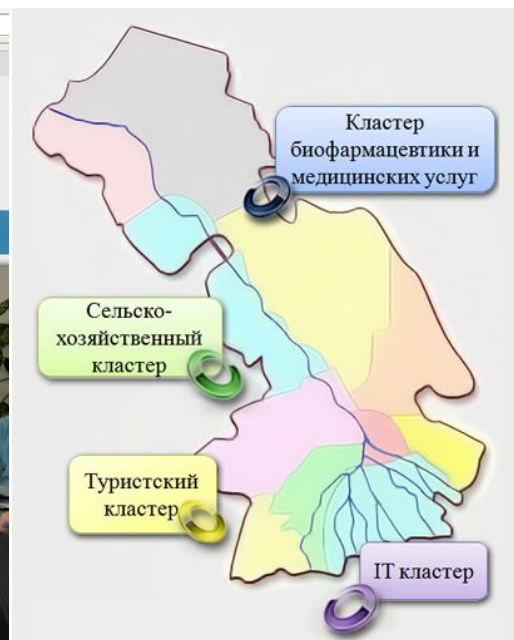 Кластер
биофармацевтики и
медицинских услуг
Сельско-
хозяйственный
кластер
Туристский
кластер
IT кластер